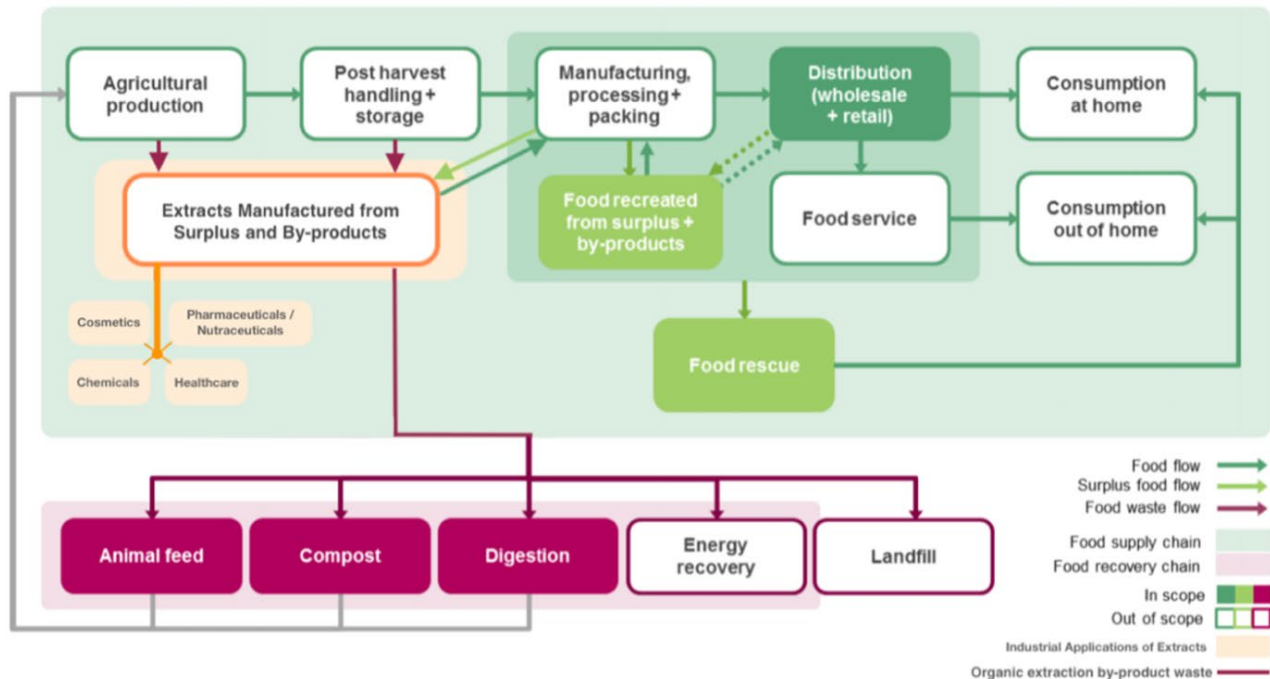 Agricultural
production
Post harvest
handling +
storage
Manufacturing,
processing +
packing
Distribution
(wholesale
+ retail)
Consumption
at home
Extracts Manufactured from
Surplus and By-products
Food recreated
from surplus +
by-products
Food service
Consumption
out of home
Cosmetics
Pharmaceuticals /
Nutraceuticals
Chemicals
Healthcare
Food rescue
Animal feed
Compost
Digestion
Energy
recovery
Landfill
Food flow
Surplus food flow
Food waste flow
Food supply chain
Food recovery chain
In scope
Out of scope
Industrial Applications of Extracts
Organic extraction by-product waste